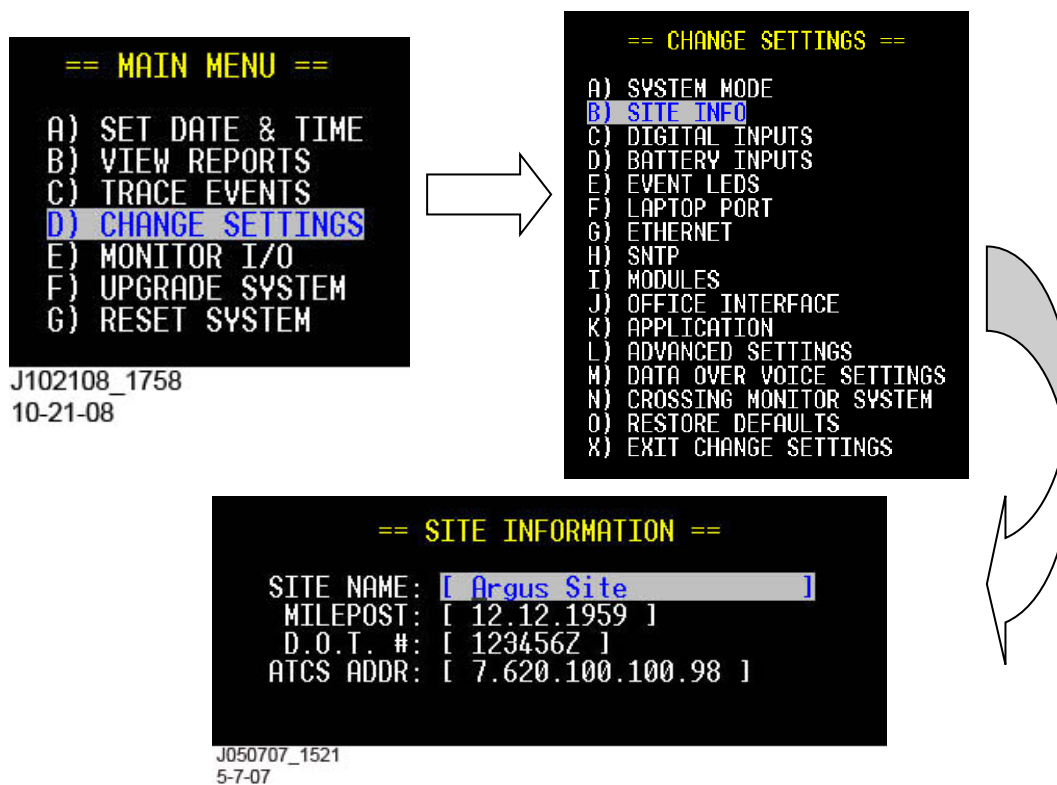 == MAIN MENU ==
A) SET DATE & TIME
B) VIEW REPORTS
C) TRACE EVENTS
D) CHANGE SETTINGS
E) MONITOR I/O
F) UPGRADE SYSTEM
G) RESET SYSTEM
J102108_1758
10-21-08
== CHANGE SETTINGS ==
A) SYSTEM MODE
B) SITE INFO
C) DIGITAL INPUTS
D) BATTERY INPUTS
E) EVENT LEDS
F) LAPTOP PORT
G) ETHERNET
H) SNTP
I) MODULES
J) OFFICE INTERFACE
K) APPLICATION
L) ADVANCED SETTINGS
M) DATA OVER VOICE SETTINGS
N) CROSSING MONITOR SYSTEM
O) RESTORE DEFAULTS
X) EXIT CHANGE SETTINGS
== SITE INFORMATION ==
SITE NAME: [ Argus Site ]
MILEPOST: [ 12.12.1959 ]
D.O.T. #: [ 123456Z ]
ATCS ADDR: [ 7.620.100.100.98 ]
J050707_1521
5-7-07